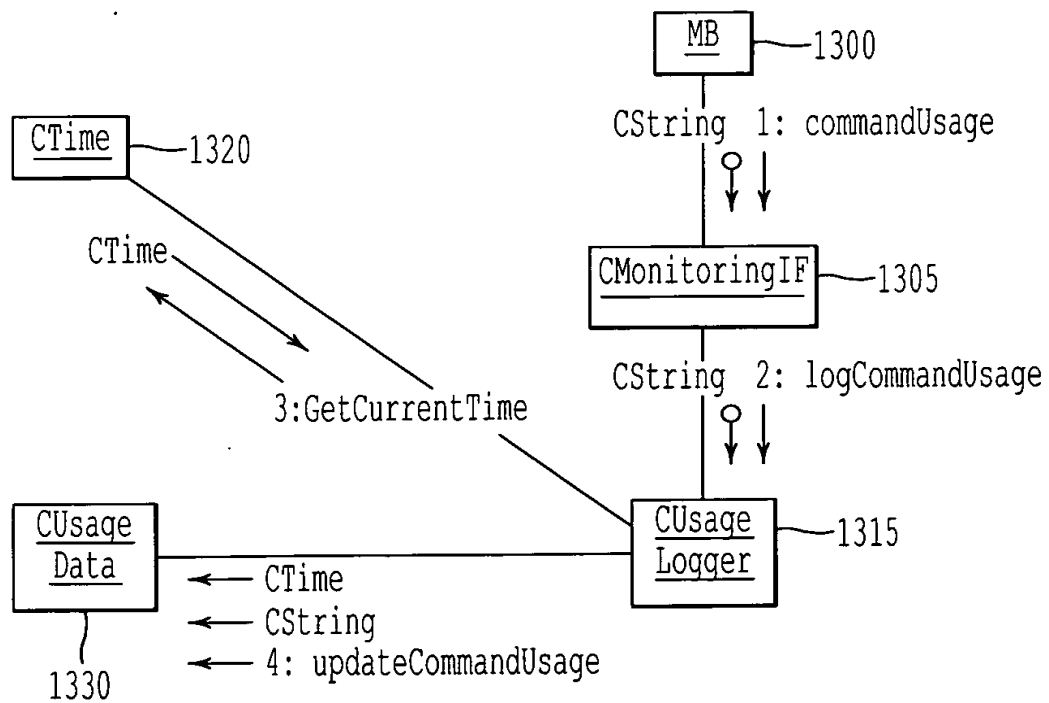 MB
1300
CString 1: commandUsage
CTime
1320
CTime
CMonitoringIF
1305
CString 2: logCommandUsage
3:GetCurrentTime
CUsage
Data
CUsage
Logger
1315
CTime
CString
4: updateCommandUsage
1330